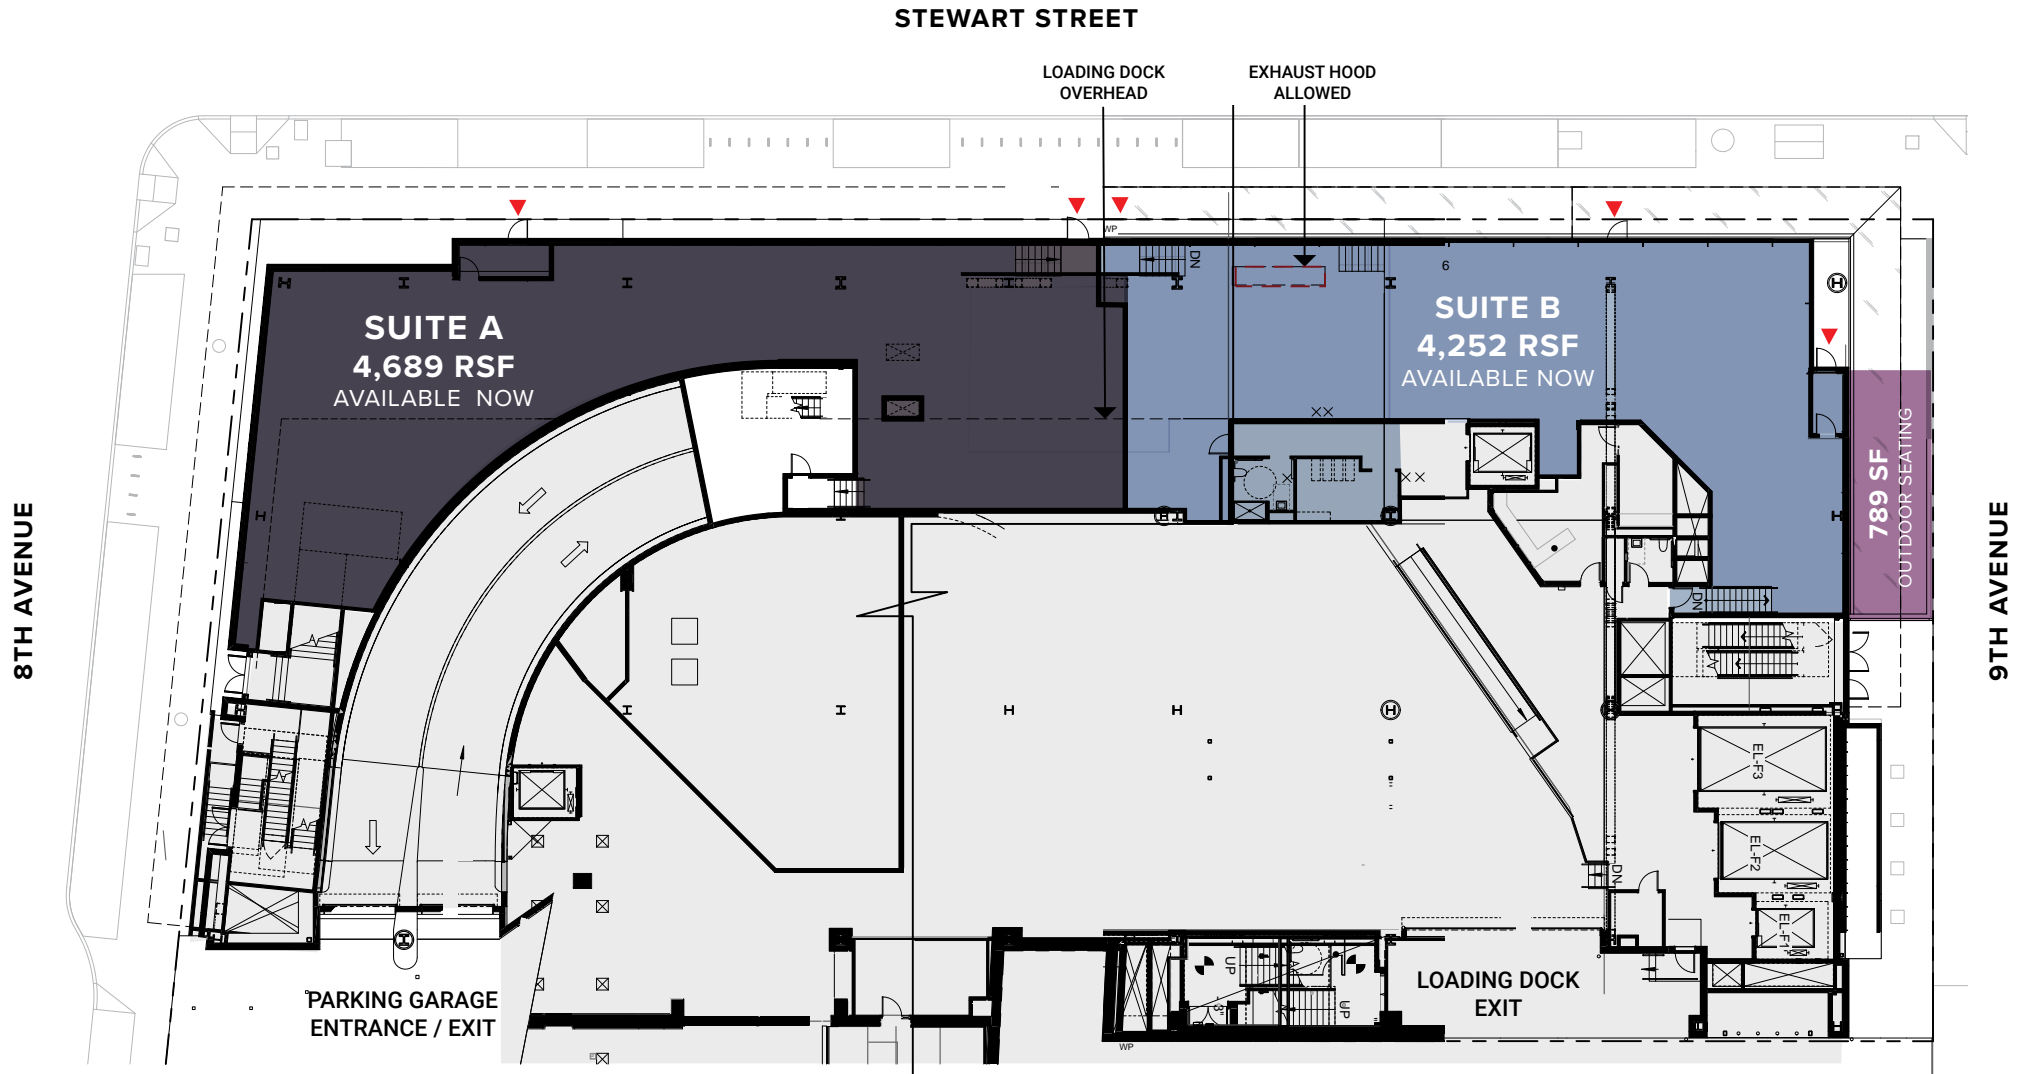 STEWART STREET
LOADING DOCK
OVERHEAD
EXHAUST HOOD
ALLOWED
WP
DN
6
SUITE A
4,689 RSF
AVAILABLE NOW
SUITE B
4,252 RSF
AVAILABLE NOW
789 SF
OUTDOOR SEATING
8TH AVENUE
9TH AVENUE
DN
EL-F3
EL-F2
EL-F1
DN
UP
UP
LOADING DOCK
EXIT
PARKING GARAGE
ENTRANCE / EXIT
WP